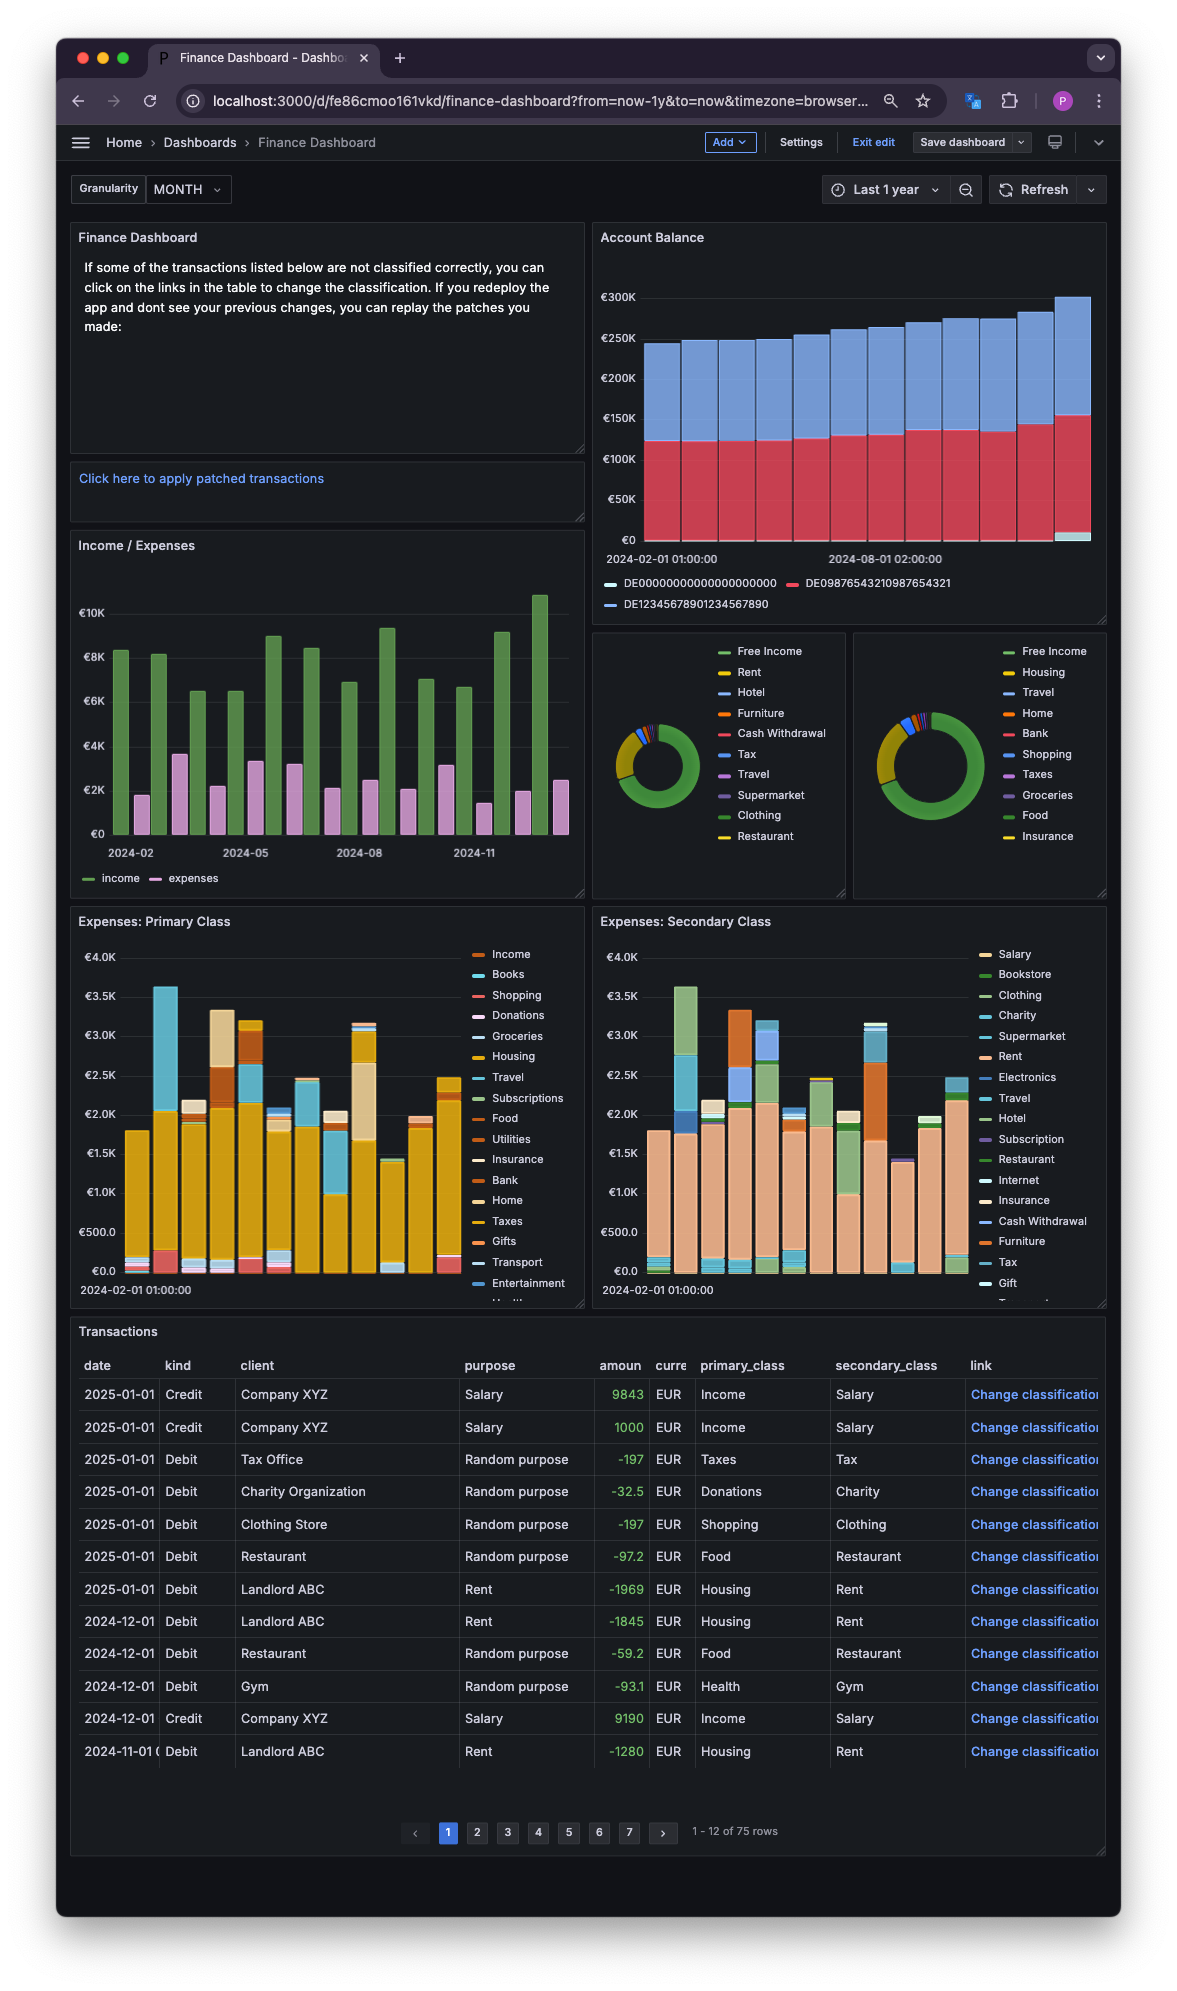 P Finance Dashboard - Dashbo
localhost:3000/d/fe86cmoo161vkd/finance-dashboard?from=now-1y&to=now&timezone=browser...
P
Home › Dashboards › Finance Dashboard
Add
Settings
Exit edit
Save dashboard
Granularity
MONTH
Last 1 year
Refresh
Finance Dashboard
If some of the transactions listed below are not classified correctly, you can
click on the links in the table to change the classification. If you redeploy the
app and dont see your previous changes, you can replay the patches you
made:
Click here to apply patched transactions
Account Balance
€300K
€250K
€200K
€150K
€100K
€50K
€0
2024-02-01 01:00:00
2024-08-01 02:00:00
DE00000000000000000000
DE09876543210987654321
DE12345678901234567890
Income / Expenses
€10K
€8K
€6K
€4K
€2K
€0
2024-02
2024-05
2024-08
2024-11
income
expenses
Free Income
Rent
Hotel
Furniture
Cash Withdrawal
Tax
Travel
Supermarket
Clothing
Restaurant
Free Income
Housing
Travel
Home
Bank
Shopping
Taxes
Groceries
Food
Insurance
Expenses: Primary Class
€4.0K
€3.5K
€3.0K
€2.5K
€2.0K
€1.5K
€1.0K
€500.0
€0.0
2024-02-01 01:00:00
Income
Books
Shopping
Donations
Groceries
Housing
Travel
Subscriptions
Food
Utilities
Insurance
Bank
Home
Taxes
Gifts
Transport
Entertainment
Expenses: Secondary Class
€4.0K
€3.5K
€3.0K
€2.5K
€2.0K
€1.5K
€1.0K
€500.0
€0.0
2024-02-01 01:00:00
Salary
Bookstore
Clothing
Charity
Supermarket
Rent
Electronics
Travel
Hotel
Subscription
Restaurant
Internet
Insurance
Cash Withdrawal
Furniture
Tax
Gift
Transactions
date kind client purpose amoun curre primary_class secondary_class link
2025-01-01 Credit Company XYZ Salary 9843 EUR Income Salary Change classification
2025-01-01 Credit Company XYZ Salary 1000 EUR Income Salary Change classification
2025-01-01 Debit Tax Office Random purpose -197 EUR Taxes Tax Change classification
2025-01-01 Debit Charity Organization Random purpose -32.5 EUR Donations Charity Change classification
2025-01-01 Debit Clothing Store Random purpose -197 EUR Shopping Clothing Change classification
2025-01-01 Debit Restaurant Random purpose -97.2 EUR Food Restaurant Change classification
2025-01-01 Debit Landlord ABC Rent -1969 EUR Housing Rent Change classification
2024-12-01 Debit Landlord ABC Rent -1845 EUR Housing Rent Change classification
2024-12-01 Debit Restaurant Random purpose -59.2 EUR Food Restaurant Change classification
2024-12-01 Debit Gym Random purpose -93.1 EUR Health Gym Change classification
2024-12-01 Credit Company XYZ Salary 9190 EUR Income Salary Change classification
2024-11-01 Debit Landlord ABC Rent -1280 EUR Housing Rent Change classification
‹ 1 2 3 4 5 6 7 › 1 - 12 of 75 rows